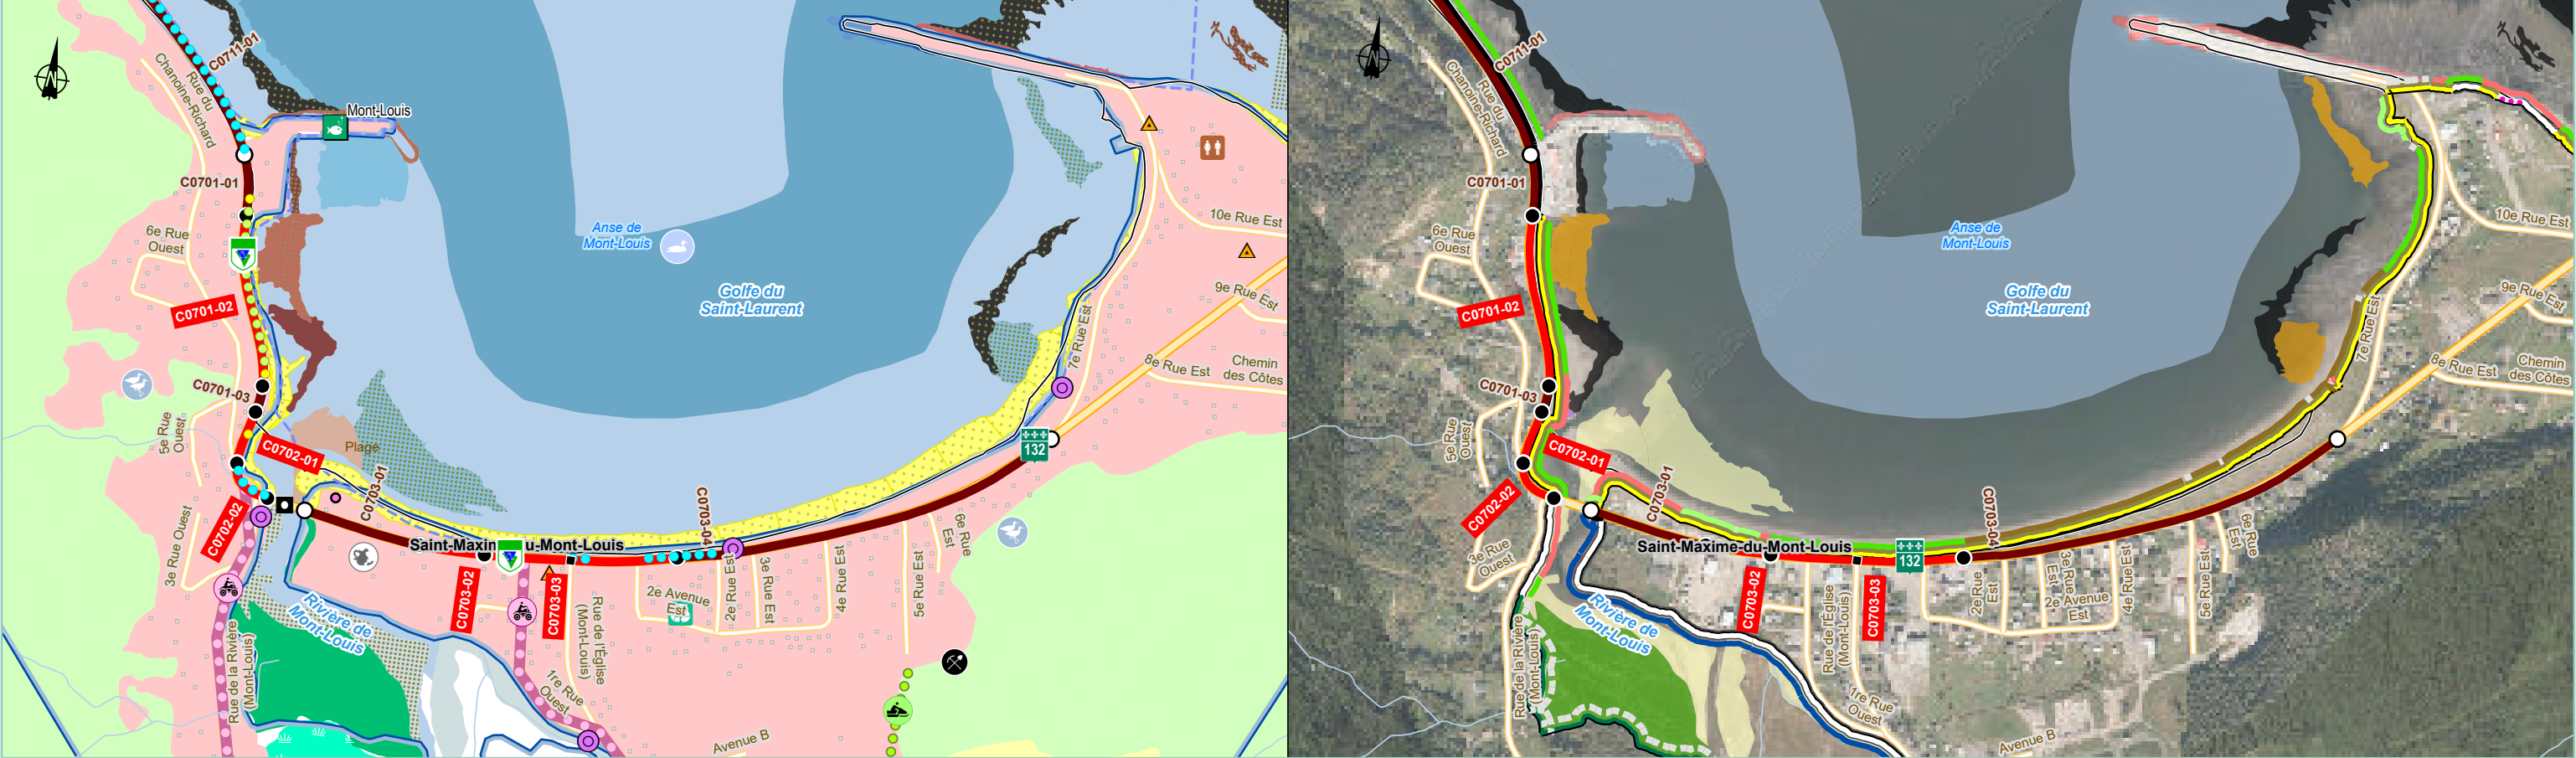 C0711-01
Rue du
Chanoine-Richard
Mont-Louis
C0701-01
6e Rue
Ouest
C0701-02
Anse de
Mont-Louis
Golfe du
Saint-Laurent
10e Rue Est
9e Rue Est
7e Rue Est
8e Rue Est
Chemin
des Côtes
C0701-03
5e Rue
Ouest
C0702-01
Plage
C0703-01
132
C0703-04
C0702-02
3e Rue Ouest
Saint-Maxim
u-Mont-Louis
6e Rue
Est
C0703-02
C0703-03
Rue de l'Église
(Mont-Louis)
2e Avenue
Est
2e Rue Est
3e Rue Est
4e Rue Est
5e Rue Est
Rivière de
Mont-Louis
Rue de la Rivière
(Mont-Louis)
1re Rue
Ouest
Avenue B
N
C0711-01
Rue du
Chanoine-Richard
C0701-01
6e Rue
Ouest
C0701-02
Anse de
Mont-Louis
Golfe du
Saint-Laurent
10e Rue Est
9e Rue Est
7e Rue Est
8e Rue Est
Chemin
des Côtes
C0701-03
5e Rue
Ouest
C0702-01
C0703-01
C0703-04
C0702-02
3e Rue
Ouest
Saint-Maxime-du-Mont-Louis
132
6e Rue
Est
C0703-02
C0703-03
Rue de l'Église
(Mont-Louis)
2e Rue
Est
3e Rue
Est
2e Avenue
Est
4e Rue Est
5e Rue Est
Rivière de
Mont-Louis
Rue de la Rivière
(Mont-Louis)
1re Rue
Ouest
Avenue B
N